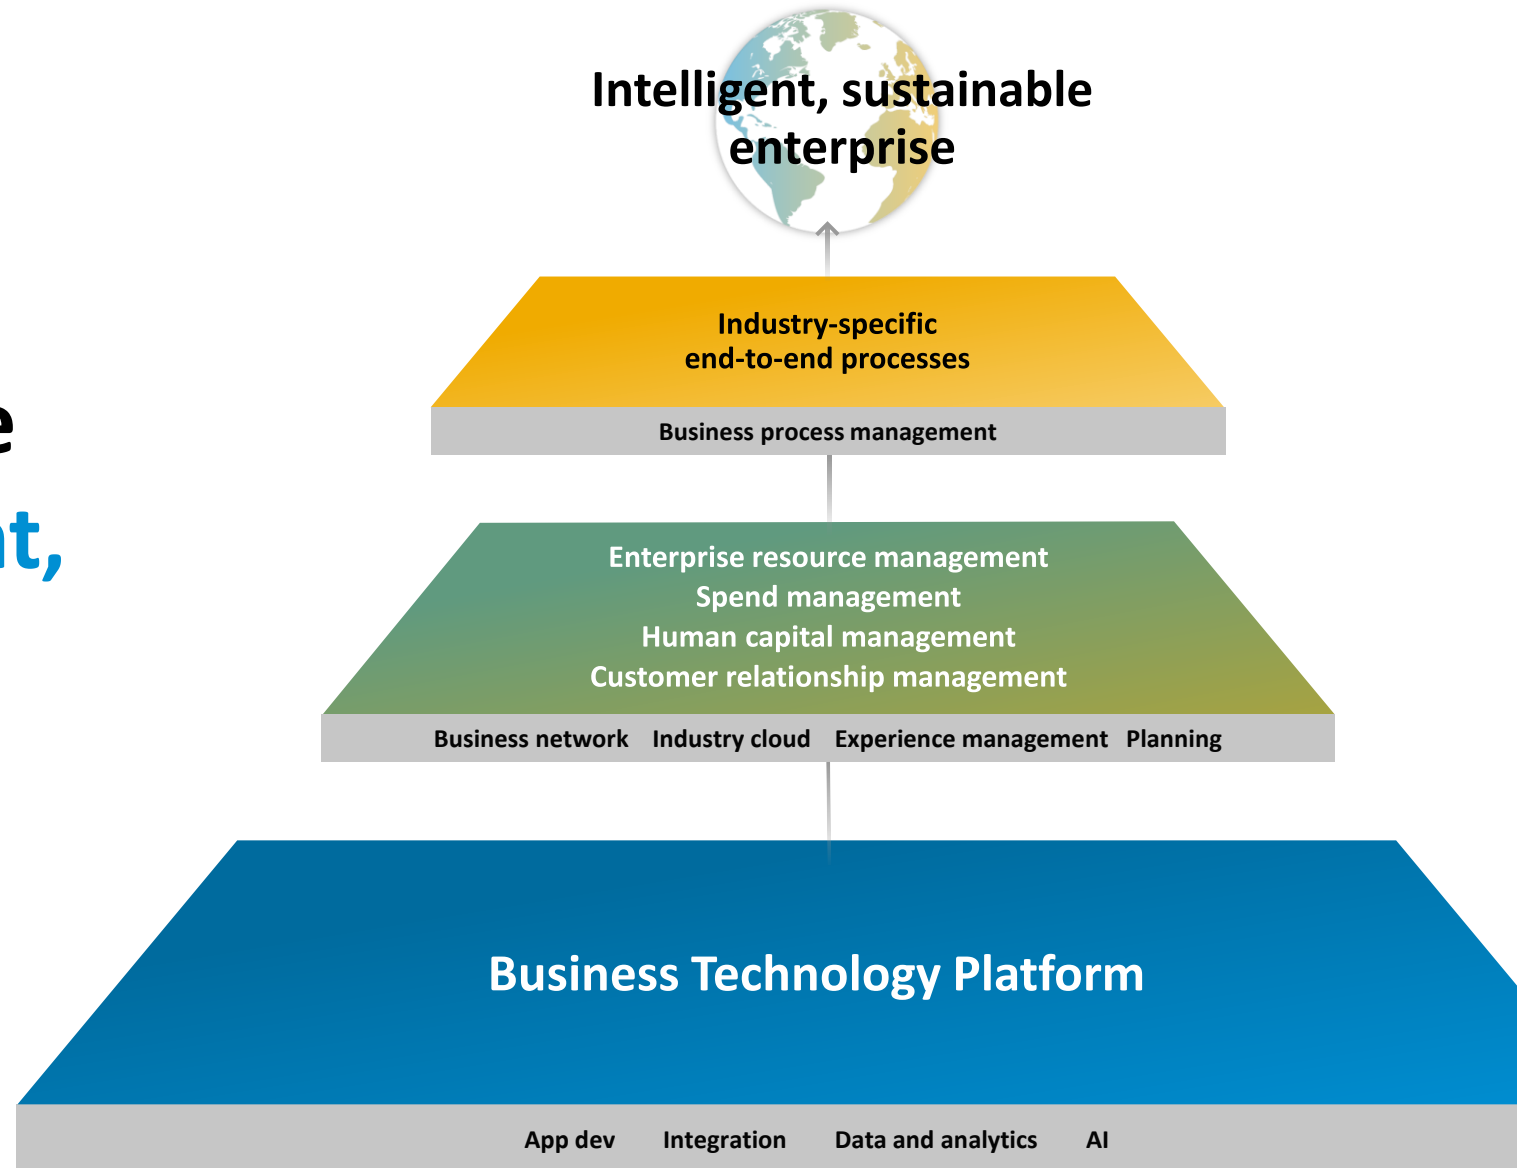 Intelligent, sustainable
enterprise
Industry-specific
end-to-end processes
Business process management
Enterprise resource management
Spend management
Human capital management
Customer relationship management
Business network Industry cloud Experience management Planning
Business Technology Platform
App dev Integration Data and analytics AI